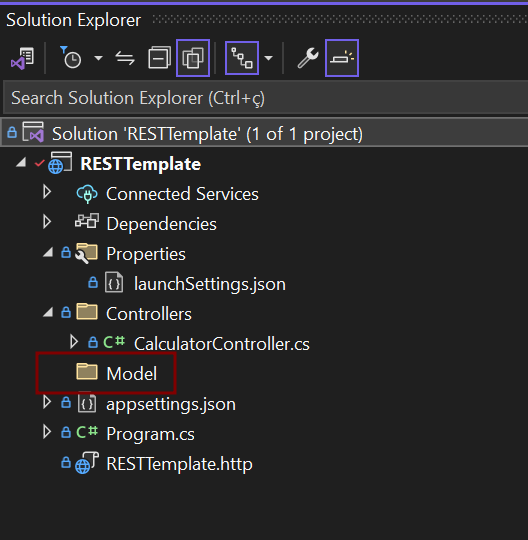 Solution Explorer
Search Solution Explorer (Ctrl+ç)
Solution 'RESTTemplate' (1 of 1 project)
RESTTemplate
Connected Services
Dependencies
Properties
launchSettings.json
Controllers
C# CalculatorController.cs
Model
appsettings.json
C# Program.cs
RESTTemplate.http